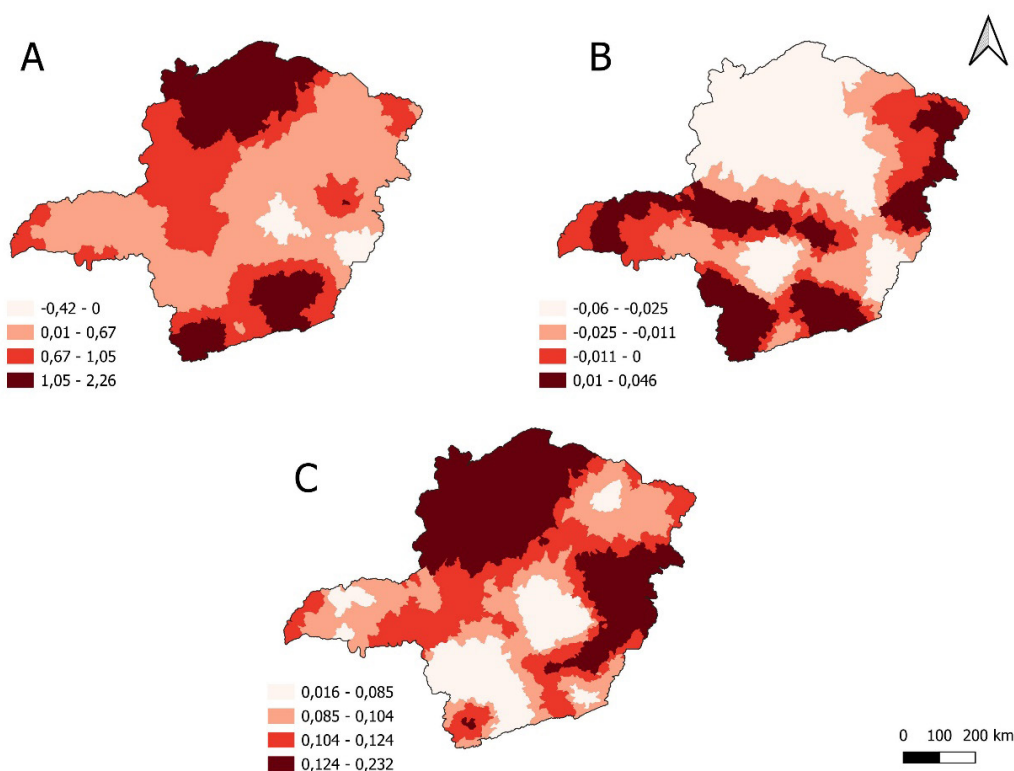 A
B
-0,42 - 0
0,01 - 0,67
0,67 - 1,05
1,05 - 2,26
-0,06 - -0,025
-0,025 - -0,011
-0,011 - 0
0,01 - 0,046
C
0,016 - 0,085
0,085 - 0,104
0,104 - 0,124
0,124 - 0,232
0 100 200 km